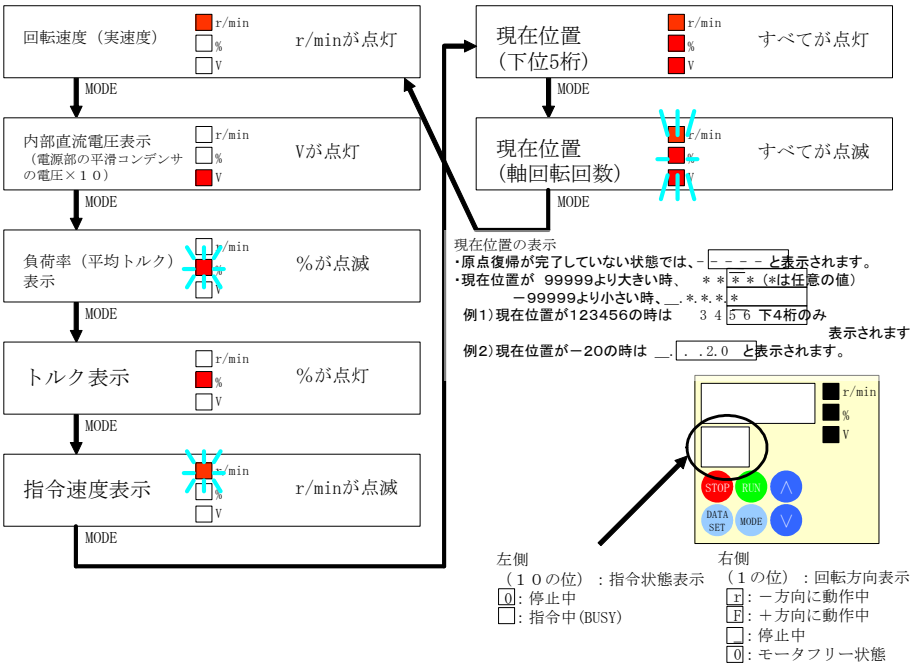 回転速度（実速度）
r/min
%
V
r/minが点灯
MODE
内部直流電圧表示
（電源部の平滑コンデンサ
の電圧×１０）
r/min
%
V
Vが点灯
MODE
負荷率（平均トルク）
表示
r/min
%
V
％が点滅
MODE
トルク表示
r/min
%
V
％が点灯
MODE
指令速度表示
r/min
%
V
r/minが点滅
MODE
現在位置
(下位5桁)
r/min
%
V
すべてが点灯
MODE
現在位置
(軸回転回数)
r/min
%
V
すべてが点滅
MODE
現在位置の表示
・原点復帰が完了していない状態では、- - - - - と表示されます。
・現在位置が 99999より大きい時、 ＊＊＊＊ (*は任意の値)
－99999より小さい時、__.*.*.*.*
例1)現在位置が123456の時は 3 4 5 6 下4桁のみ
表示されます
例2)現在位置が－20の時は __. . .2.0 と表示されます。
r/min
%
V
STOP RUN ∧
DATA
SET
MODE ∨
左側
（１０の位）：指令状態表示
0：停止中
：指令中(BUSY)
右側
（１の位）：回転方向表示
r：－方向に動作中
F：＋方向に動作中
_：停止中
0：モータフリー状態